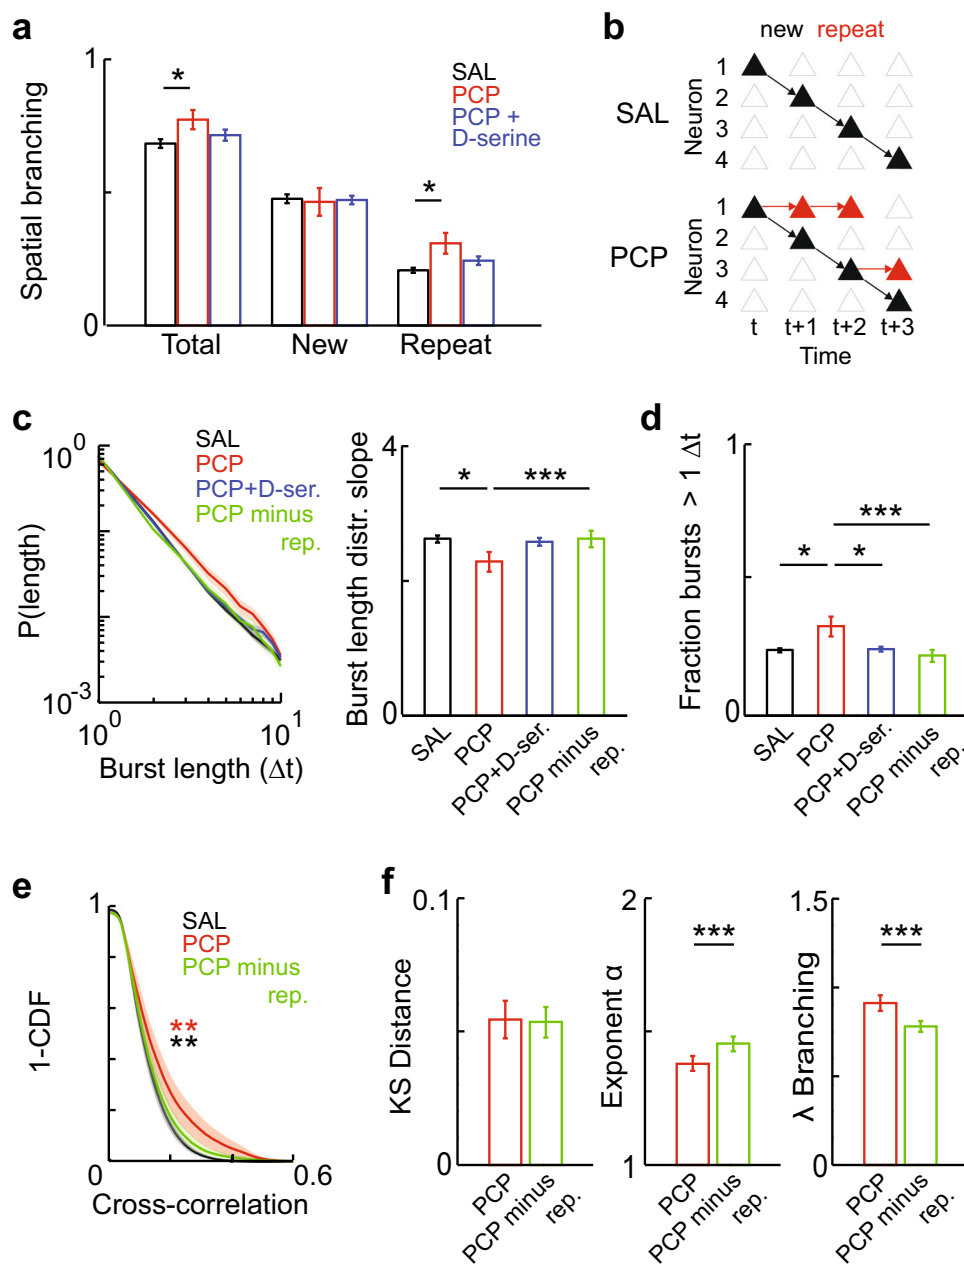 a
1
0
Spatial branching
*
*
SAL
PCP
PCP +
D-serine
Total
New
Repeat
b
new repeat
SAL
Neuron
1
2
3
4
PCP
Neuron
1
2
3
4
t
t+1
t+2
t+3
Time
c
10^0
10^-3
P(length)
SAL
PCP
PCP+D-ser.
PCP minus
rep.
10^0
10^1
Burst length (Δt)
4
0
Burst length distr. slope
*
***
SAL
PCP
PCP+D-ser.
PCP minus
rep.
d
1
0
Fraction bursts > 1 Δt
***
*
*
SAL
PCP
PCP+D-ser.
PCP minus
rep.
e
1
1-CDF
SAL
PCP
PCP minus
rep.
**
**
0
0.6
Cross-correlation
f
0.1
0
KS Distance
PCP
PCP minus
rep.
2
1
Exponent α
***
PCP
PCP minus
rep.
1.5
0
λ Branching
***
PCP
PCP minus
rep.